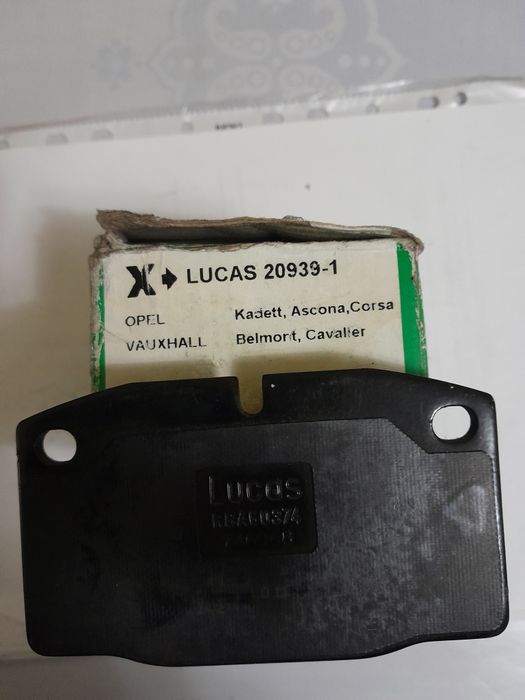 X → LUCAS 20939-1
OPEL Kadett, Ascona,Corsa
VAUXHALL Belmont, Cavalier
Lucas